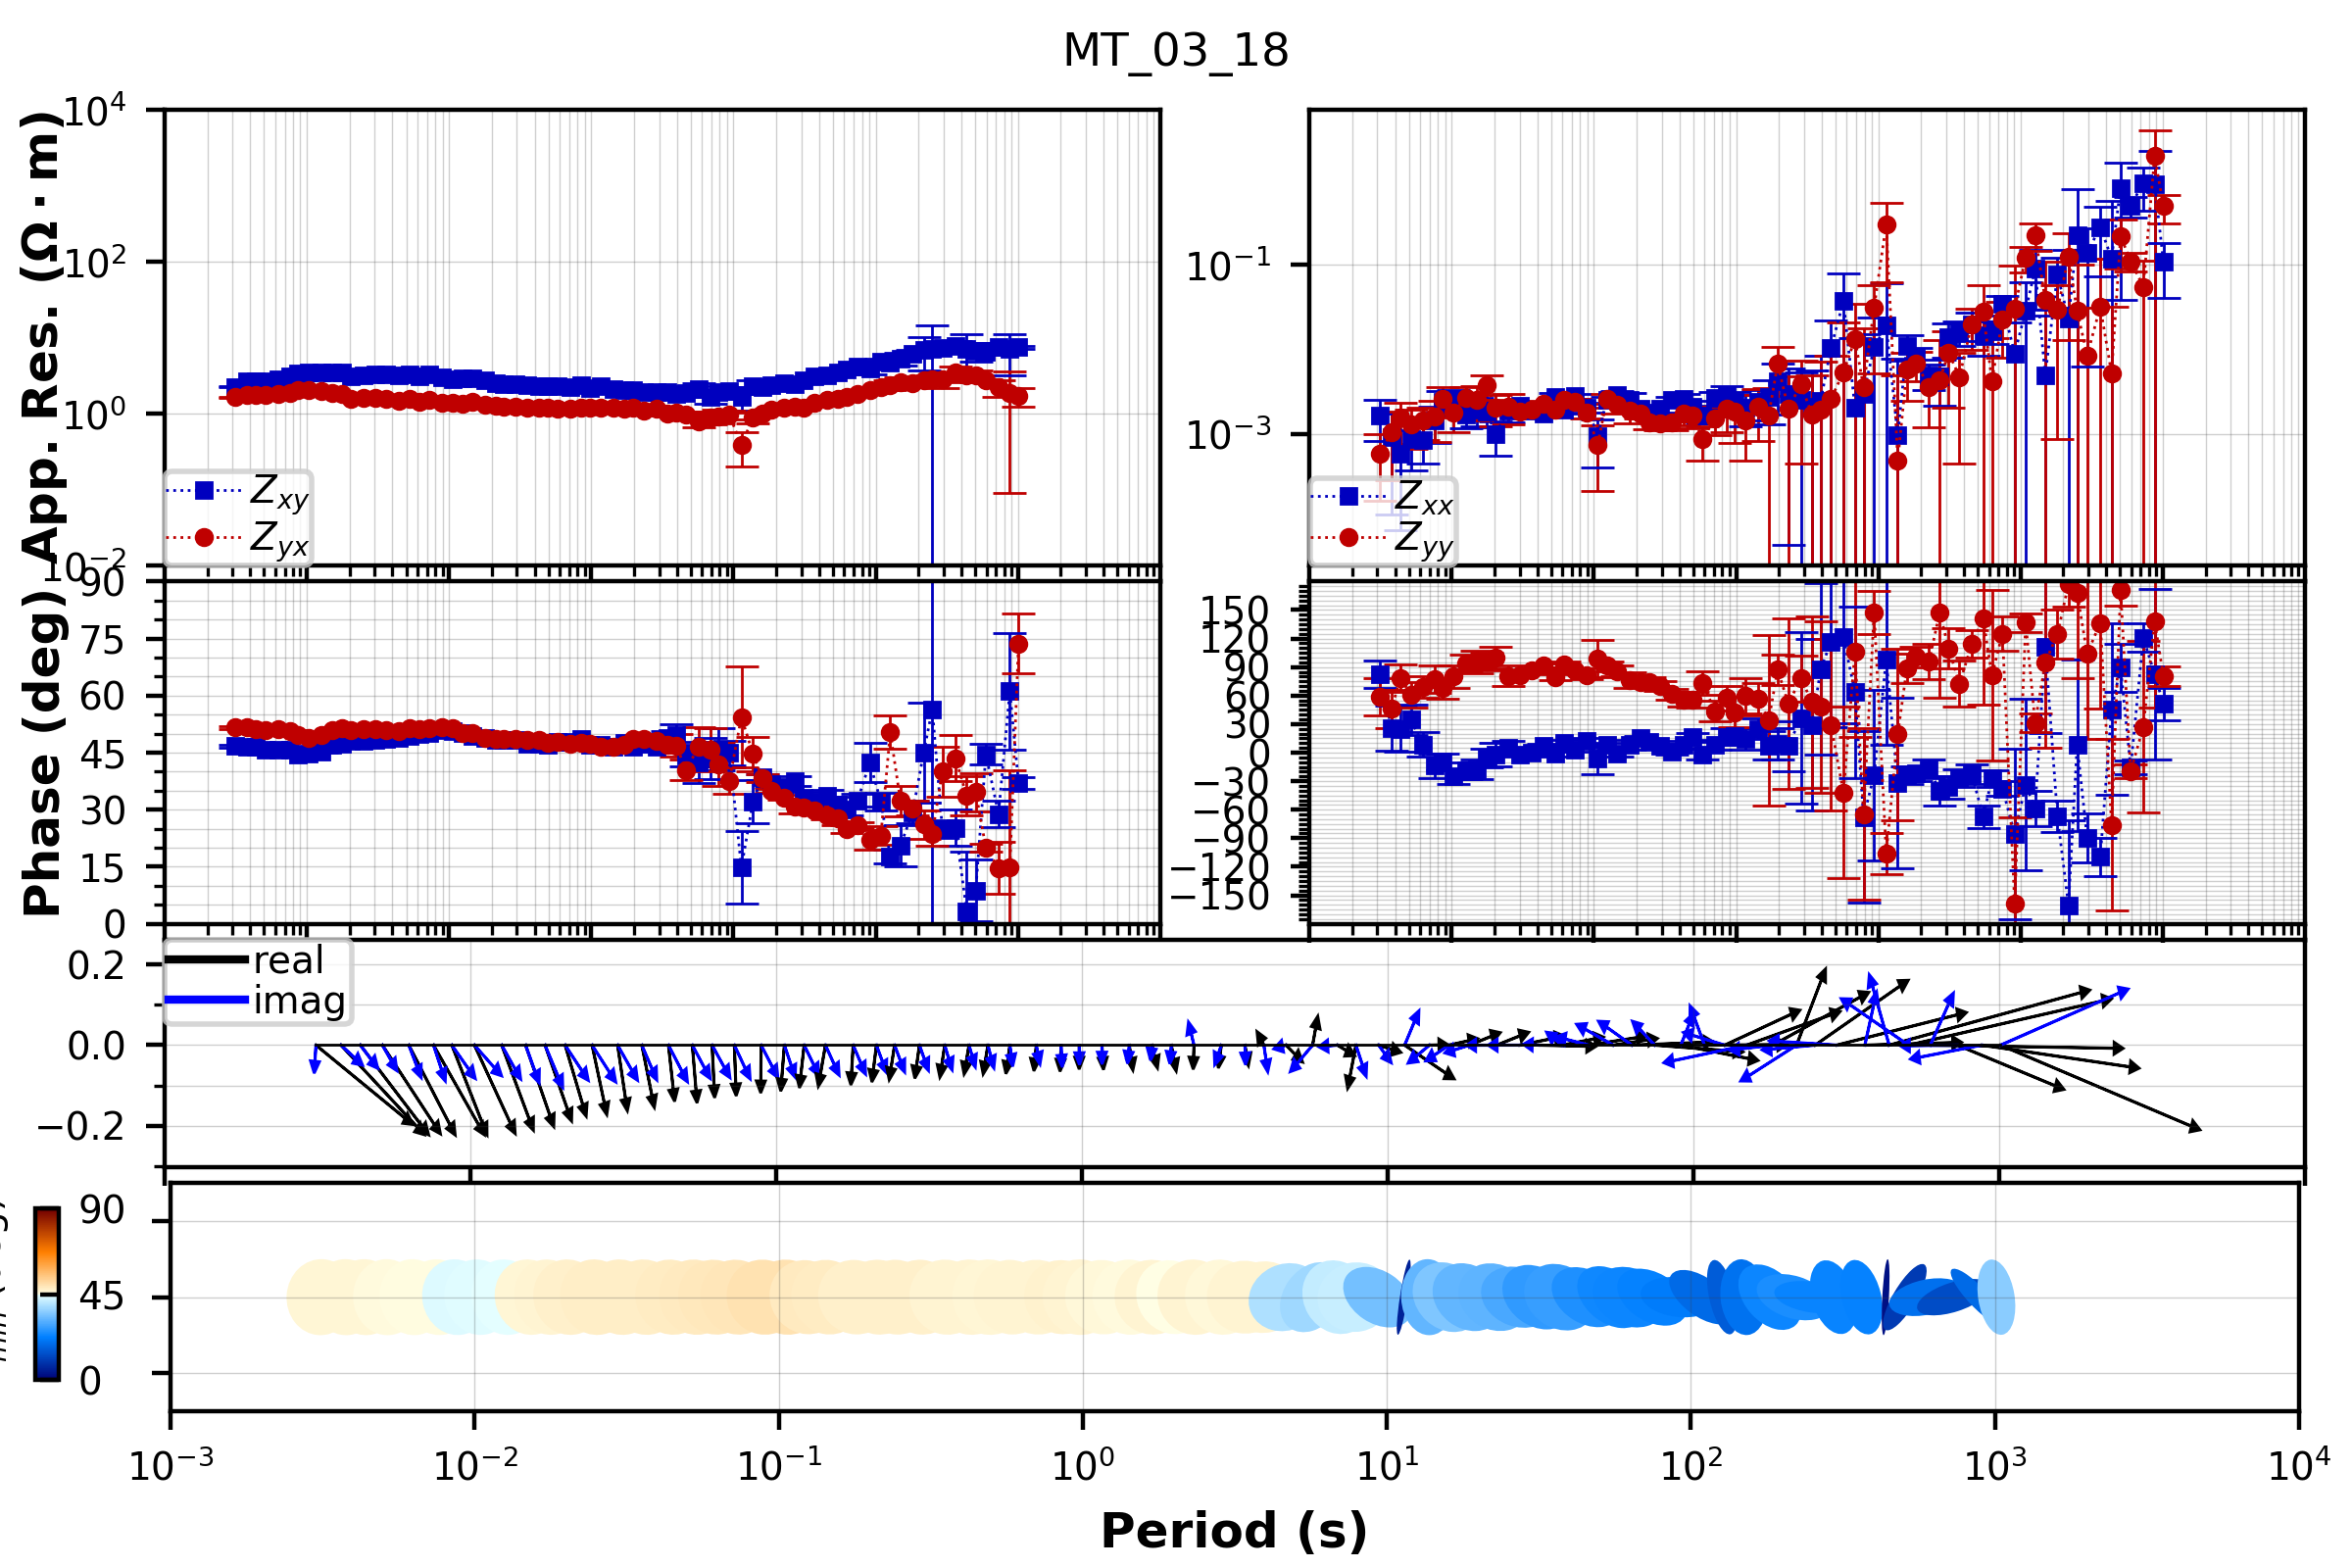 MT_03_18
App. Res. (Ω · m)
10^4
10^2
10^0
10^-2
Z_xy
Z_yx
10^-1
10^-3
Z_xx
Z_yy
Phase (deg)
90
75
60
45
30
15
0
150
120
90
60
30
0
−30
−60
−90
−120
−150
real
imag
0.2
0.0
−0.2
90
45
0
10^-3 10^-2 10^-1 10^0 10^1 10^2 10^3 10^4
Period (s)